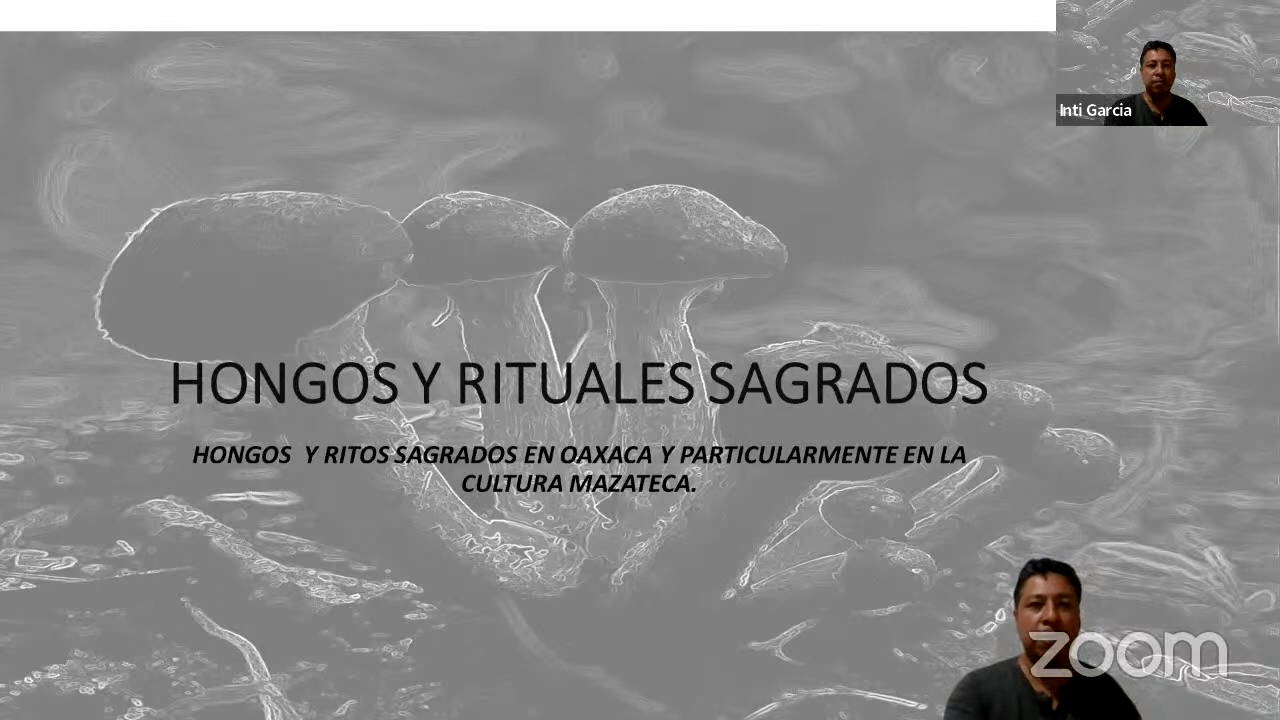 Inti Garcia
HONGOS Y RITUALES SAGRADOS
HONGOS Y RITOS SAGRADOS EN OAXACA Y PARTICULARMENTE EN LA
CULTURA MAZATECA.
zoom